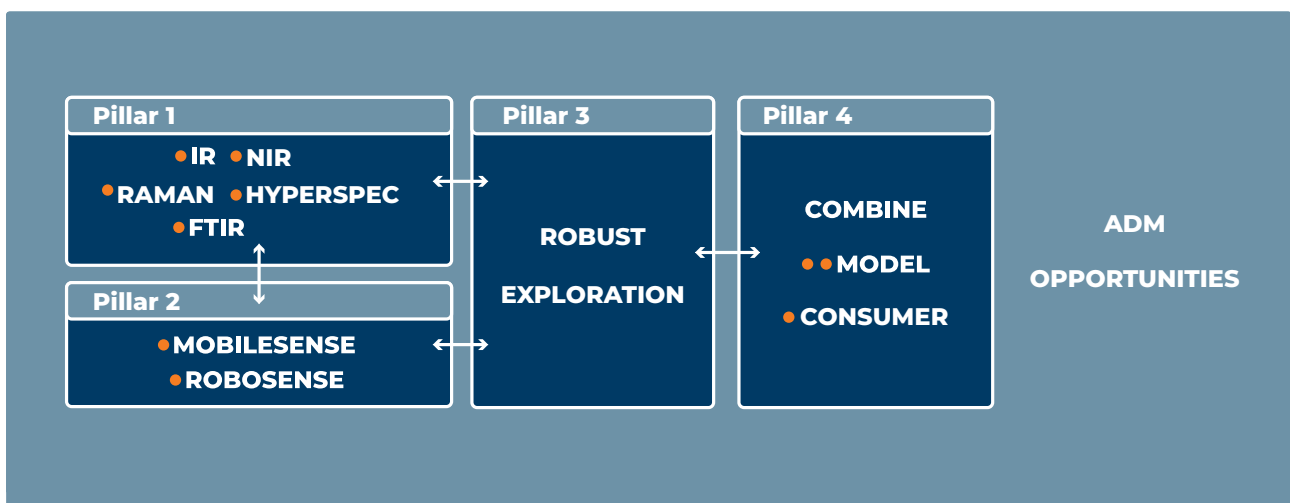 Pillar 1
IR NIR
RAMAN HYPERSPEC
FTIR
Pillar 2
MOBILESENSE
ROBOSENSE
Pillar 3
ROBUST
EXPLORATION
Pillar 4
COMBINE
MODEL
CONSUMER
ADM
OPPORTUNITIES